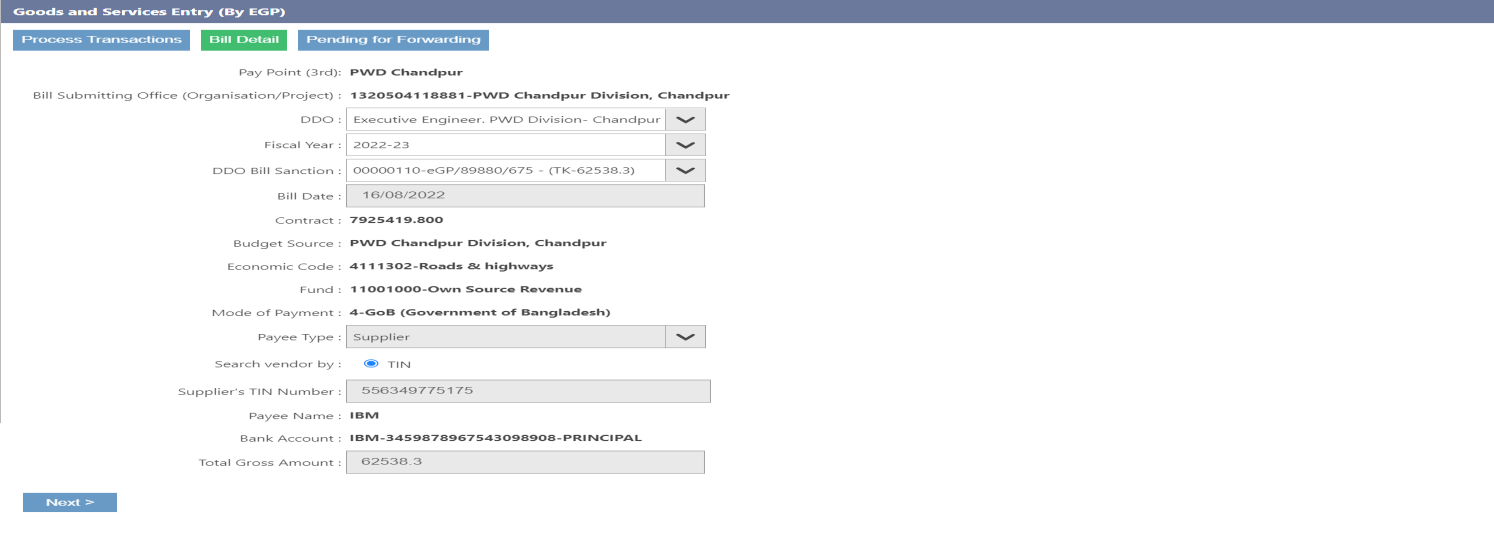 Goods and Services Entry (By EGP)
Process Transactions Bill Detail Pending for Forwarding
Pay Point (3rd): PWD Chandpur
Bill Submitting Office (Organisation/Project) : 1320504118881-PWD Chandpur Division, Chandpur
DDO : Executive Engineer. PWD Division- Chandpur
Fiscal Year : 2022-23
DDO Bill Sanction : 00000110-eGP/89880/675 - (TK-62538.3)
Bill Date : 16/08/2022
Contract : 7925419.800
Budget Source : PWD Chandpur Division, Chandpur
Economic Code : 4111302-Roads & highways
Fund : 11001000-Own Source Revenue
Mode of Payment : 4-GoB (Government of Bangladesh)
Payee Type : Supplier
Search vendor by : TIN
Supplier's TIN Number : 556349775175
Payee Name : IBM
Bank Account : IBM-3459878967543098908-PRINCIPAL
Total Gross Amount : 62538.3
Next >